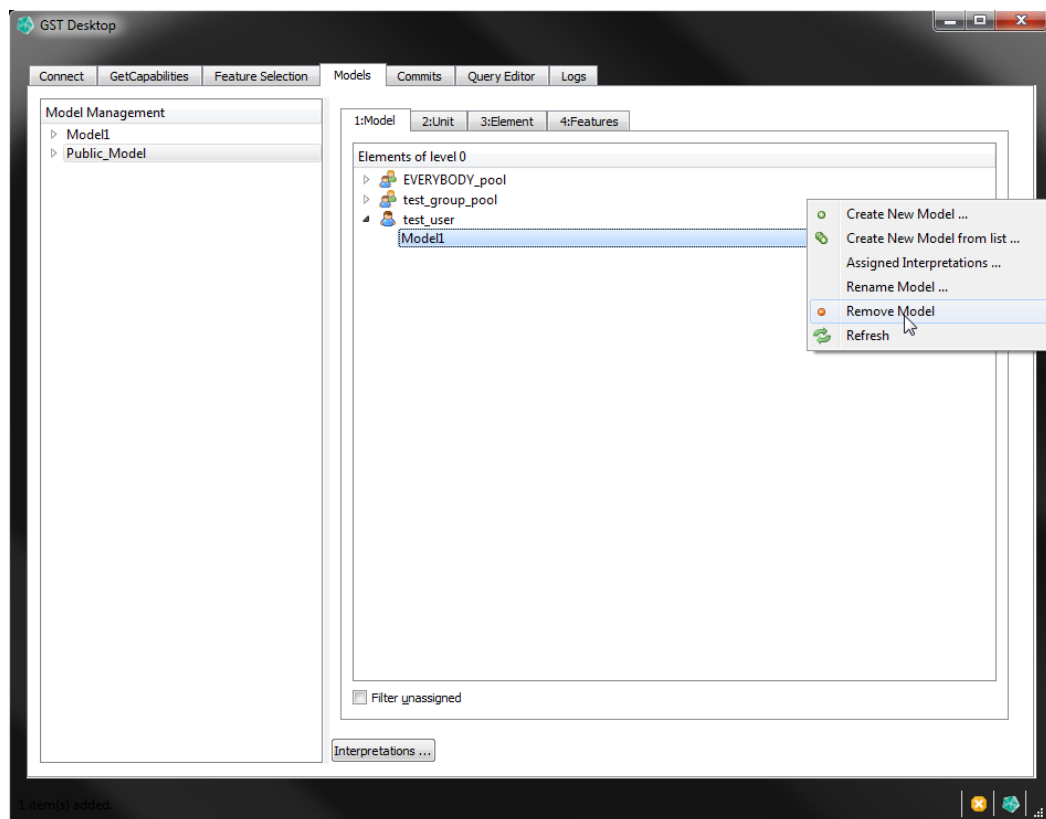 GST Desktop
Connect GetCapabilities Feature Selection Models Commits Query Editor Logs
Model Management
Model1
Public_Model
1:Model 2:Unit 3:Element 4:Features
Elements of level 0
EVERYBODY_pool
test_group_pool
test_user
Model1
Create New Model ...
Create New Model from list ...
Assigned Interpretations ...
Rename Model ...
Remove Model
Refresh
Filter unassigned
Interpretations ...
1 item(s) added.